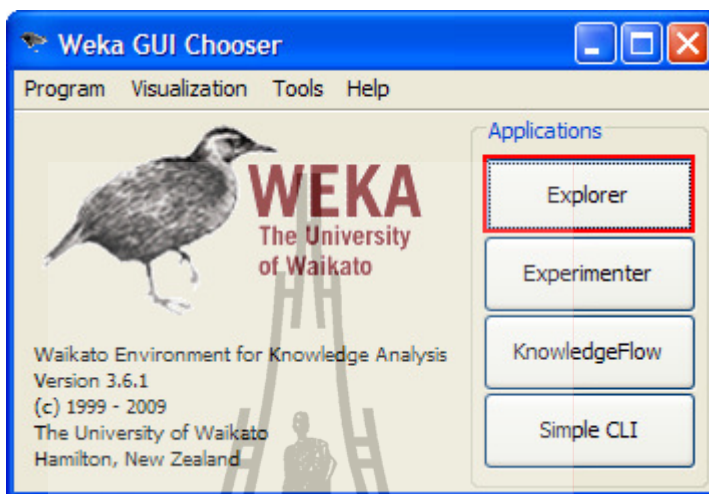 Weka GUI Chooser
Program Visualization Tools Help
WEKA
The University
of Waikato
Waikato Environment for Knowledge Analysis
Version 3.6.1
(c) 1999 - 2009
The University of Waikato
Hamilton, New Zealand
Applications
Explorer
Experimenter
KnowledgeFlow
Simple CLI